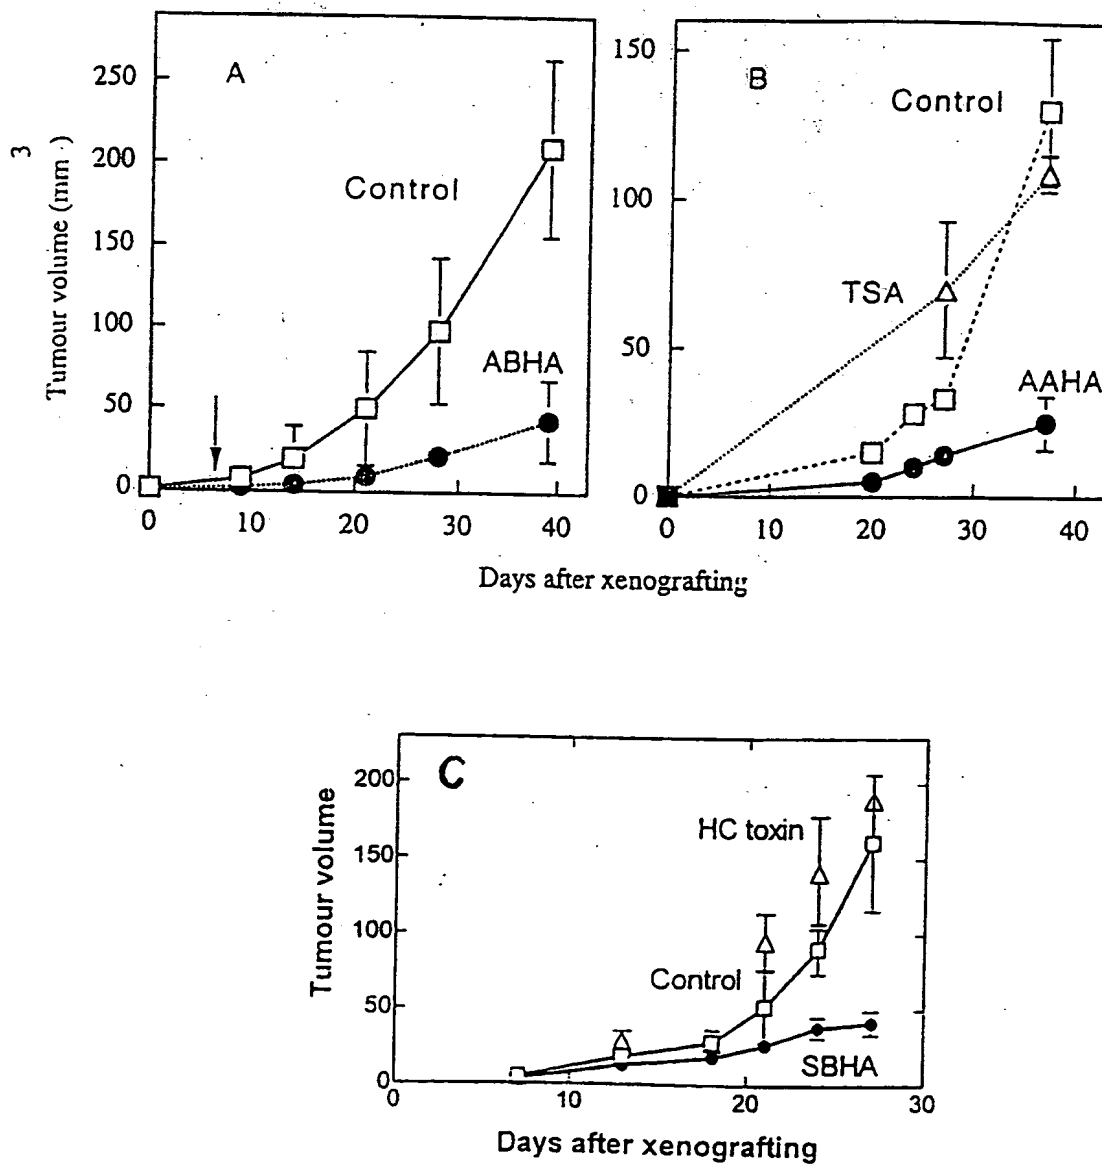 A
B
250
200
150
100
50
0
Tumour volume (mm 3)
Control
ABHA
0 10 20 30 40
150
100
50
0
Control
TSA
AAHA
0 10 20 30 40
Days after xenografting
C
200
150
100
50
0
Tumour volume
HC toxin
Control
SBHA
0 10 20 30
Days after xenografting